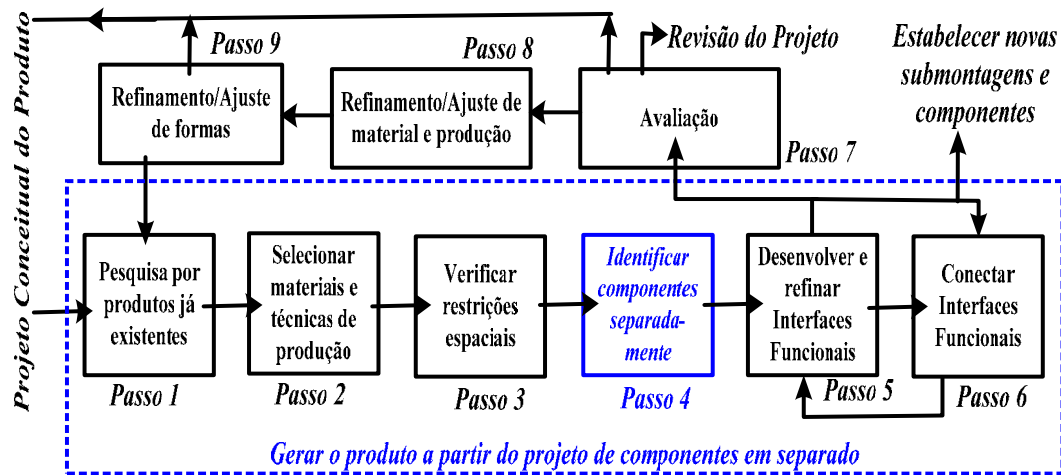 Projeto Conceitual do Produto
Passo 9
Refinamento/Ajuste
de formas
Passo 8
Refinamento/Ajuste de
material e produção
Revisão do Projeto
Avaliação
Passo 7
Estabelecer novas
submontagens e
componentes
Pesquisa por
produtos já
existentes
Passo 1
Selecionar
materiais e
técnicas de
produção
Passo 2
Verificar
restrições
espaciais
Passo 3
Identificar
componentes
separada-
mente
Passo 4
Desenvolver e
refinar
Interfaces
Funcionais
Passo 5
Conectar
Interfaces
Funcionais
Passo 6
Gerar o produto a partir do projeto de componentes em separado